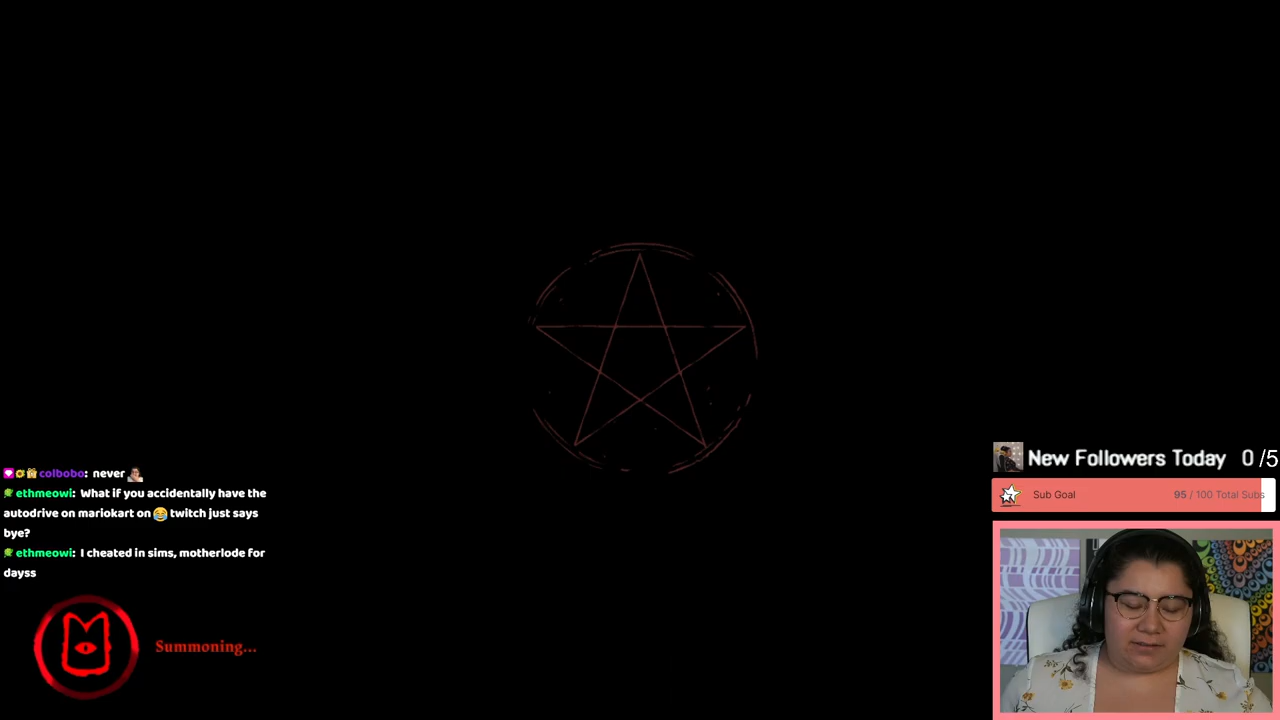 colbobo: never
ethmeowi: What if you accidentally have the
autodrive on mariokart on 😂 twitch just says
bye?
ethmeowi: I cheated in sims, motherlode for
dayss
Summoning...
New Followers Today 0 /5
Sub Goal 95 / 100 Total Subs